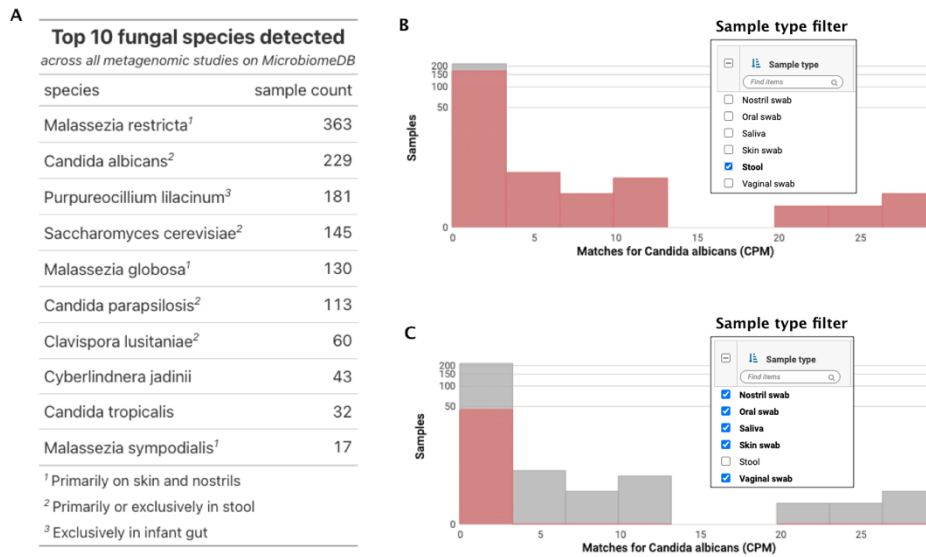 A
Top 10 fungal species detected
across all metagenomic studies on MicrobiomeDB
species sample count
Malassezia restricta¹ 363
Candida albicans² 229
Purpureocillium lilacinum³ 181
Saccharomyces cerevisiae² 145
Malassezia globosa¹ 130
Candida parapsilosis² 113
Clavispora lusitaniae² 60
Cyberlindnera jadinii 43
Candida tropicalis 32
Malassezia sympodialis¹ 17
¹ Primarily on skin and nostrils
² Primarily or exclusively in stool
³ Exclusively in infant gut
B
Sample type filter
Sample type
Find items
Nostril swab
Oral swab
Saliva
Skin swab
Stool
Vaginal swab
Samples
200
150
100
50
0
0 5 10 15 20 25
Matches for Candida albicans (CPM)
C
Sample type filter
Sample type
Find items
Nostril swab
Oral swab
Saliva
Skin swab
Stool
Vaginal swab
Samples
200
150
100
50
0
0 5 10 15 20 25
Matches for Candida albicans (CPM)